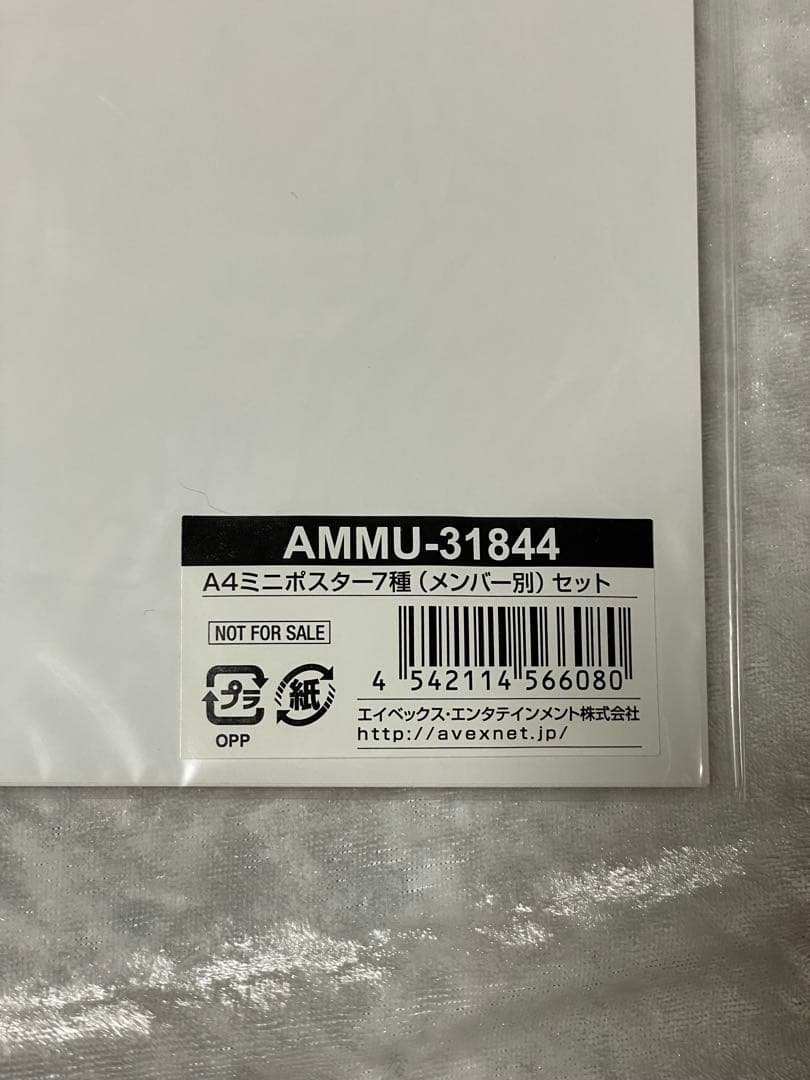 AMMU-31844
A4ミニポスター7種（メンバー別）セット
NOT FOR SALE
プラ
紙
OPP
4 542114 566080
エイベックス・エンタテインメント株式会社
http://avexnet.jp/